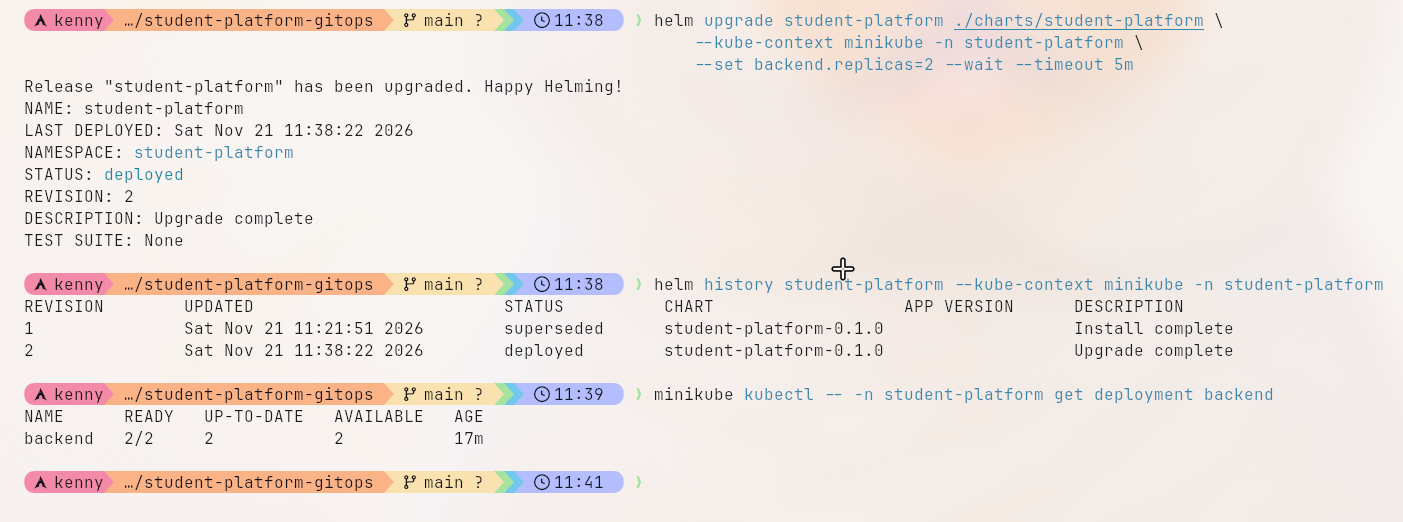 kenny …/student-platform-gitops main ? 11:38 ❯ helm upgrade student-platform ./charts/student-platform \
--kube-context minikube -n student-platform \
--set backend.replicas=2 --wait --timeout 5m
Release "student-platform" has been upgraded. Happy Helming!
NAME: student-platform
LAST DEPLOYED: Sat Nov 21 11:38:22 2026
NAMESPACE: student-platform
STATUS: deployed
REVISION: 2
DESCRIPTION: Upgrade complete
TEST SUITE: None
kenny …/student-platform-gitops main ? 11:38 ❯ helm history student-platform --kube-context minikube -n student-platform
REVISION UPDATED STATUS CHART APP VERSION DESCRIPTION
1 Sat Nov 21 11:21:51 2026 superseded student-platform-0.1.0 Install complete
2 Sat Nov 21 11:38:22 2026 deployed student-platform-0.1.0 Upgrade complete
kenny …/student-platform-gitops main ? 11:39 ❯ minikube kubectl -- -n student-platform get deployment backend
NAME READY UP-TO-DATE AVAILABLE AGE
backend 2/2 2 2 17m
kenny …/student-platform-gitops main ? 11:41 ❯